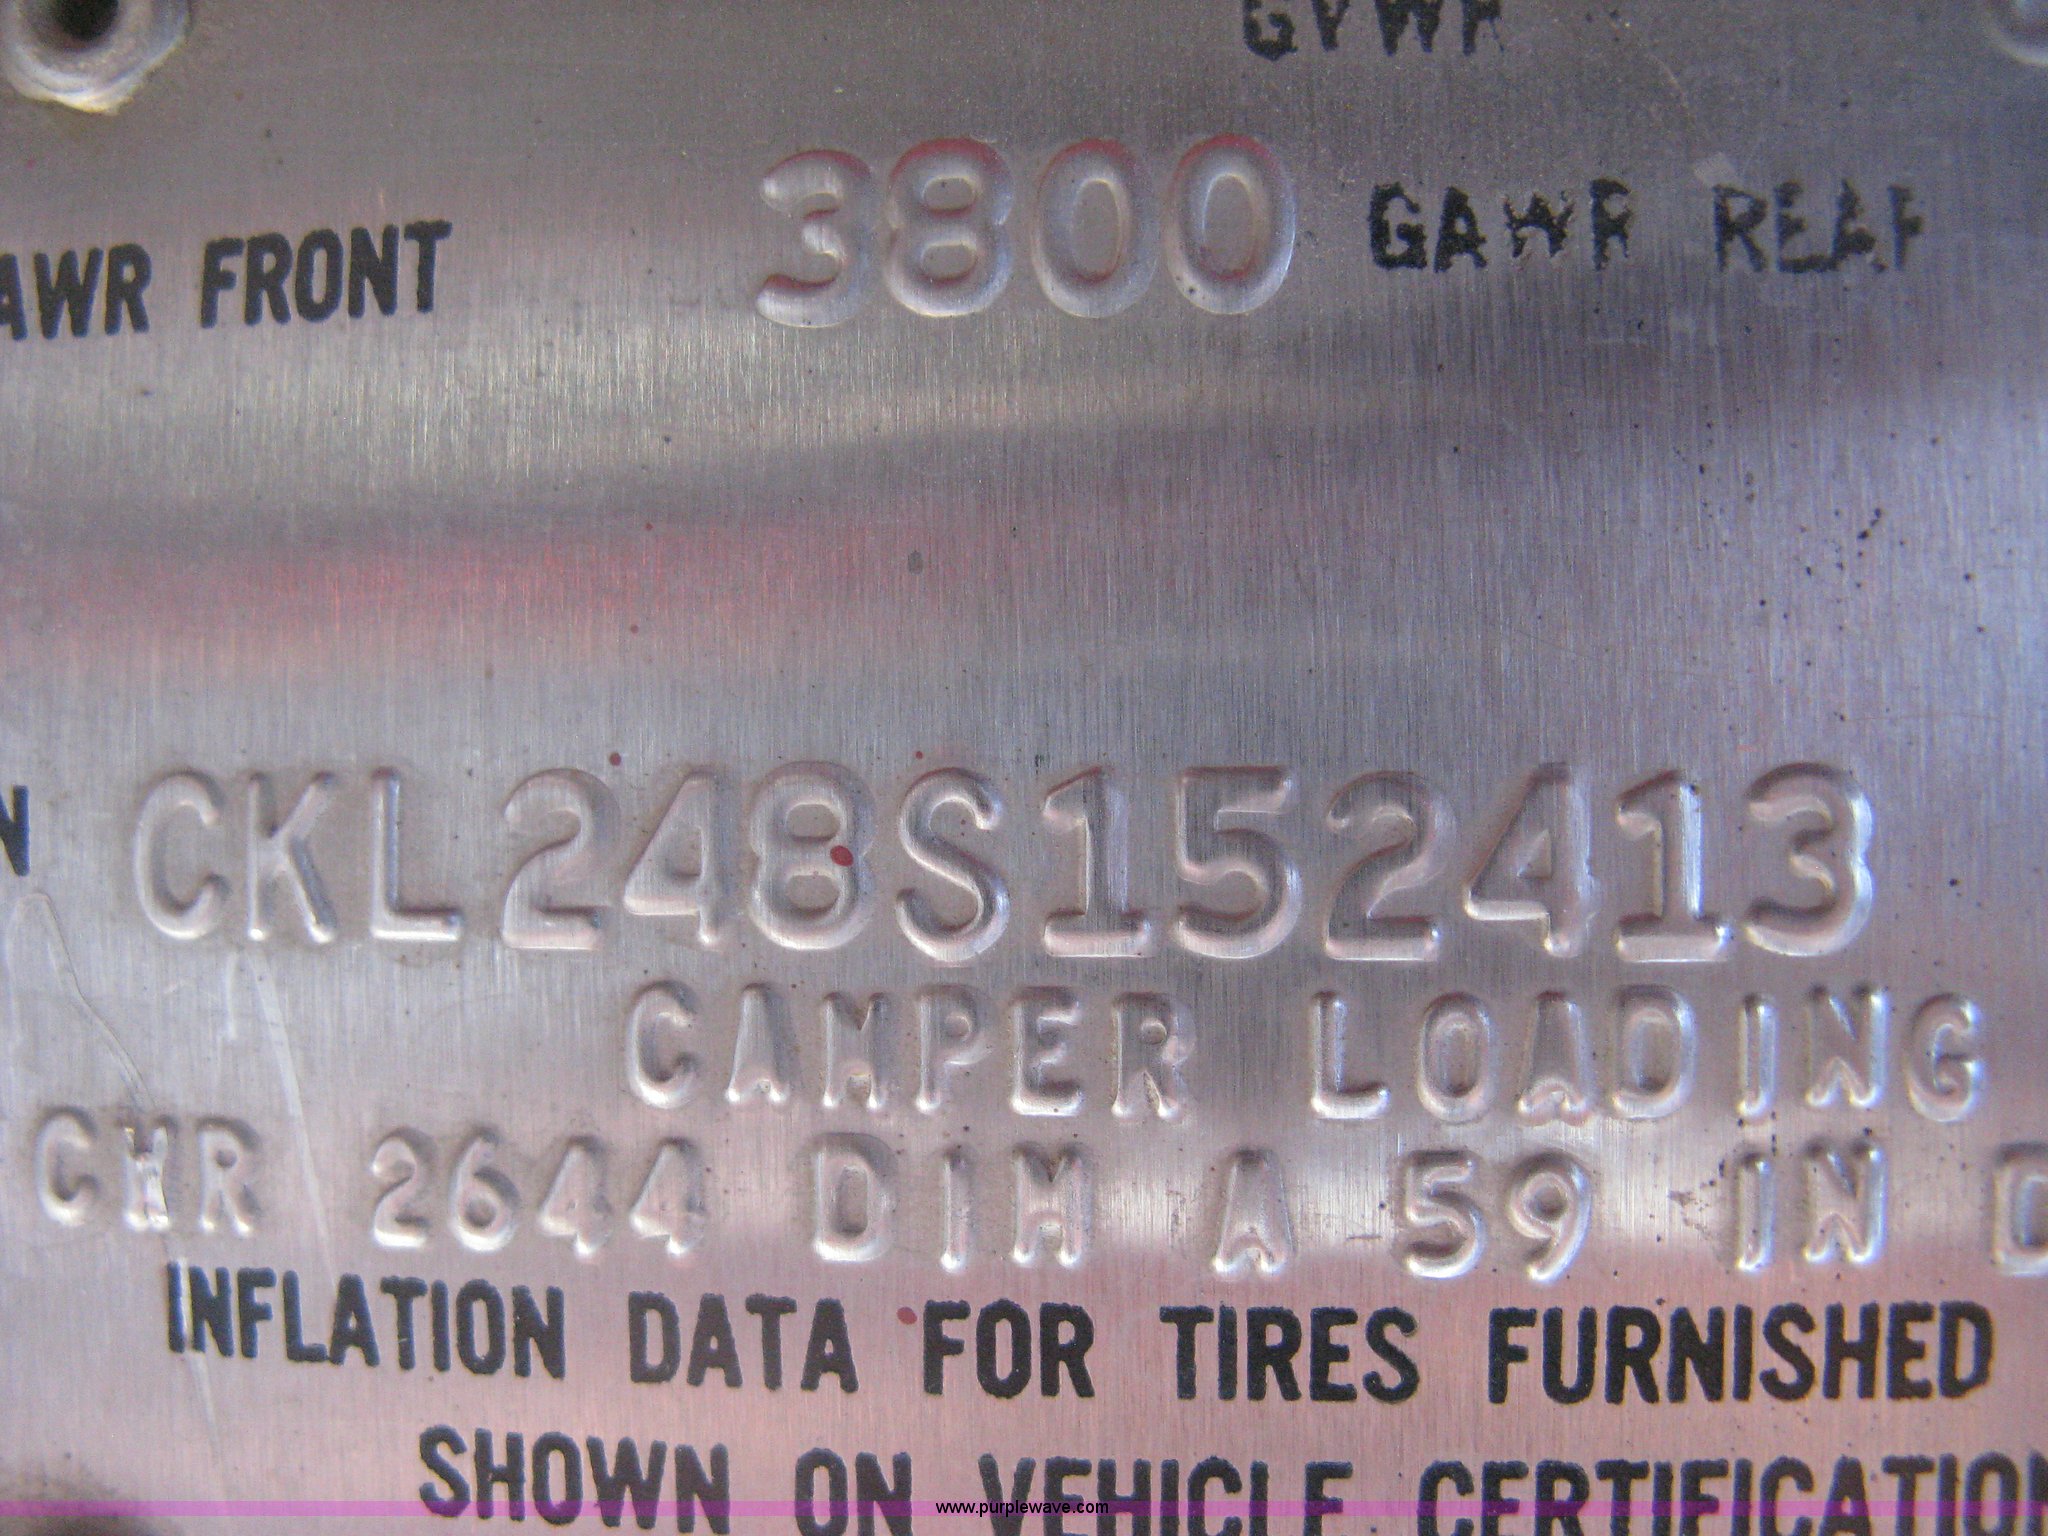 GVWR
AWR FRONT 3800 GAWR REAR
N CKL248S152413
CAMPER LOADING
CWR 2644 DIM A 59 IN D
INFLATION DATA FOR TIRES FURNISHED
SHOWN ON VEHICLE CERTIFICATION
www.purplewave.com